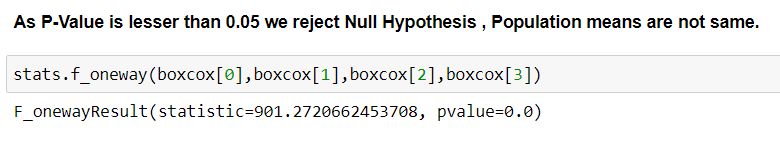 As P-Value is lesser than 0.05 we reject Null Hypothesis , Population means are not same.
stats.f_oneway(boxcox[0],boxcox[1],boxcox[2],boxcox[3])
F_onewayResult(statistic=901.2720662453708, pvalue=0.0)